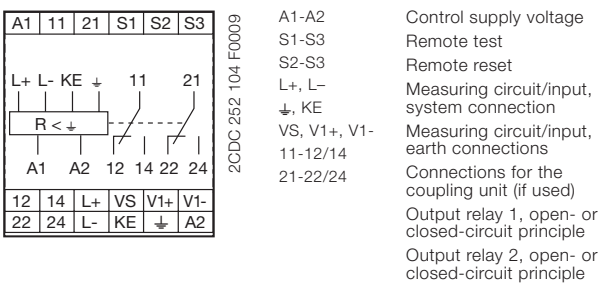 A1 11 21 S1 S2 S3
L+ L- KE ⏚ 11 21
R < ⏚
A1 A2 12 14 22 24
12 14 L+ VS V1+ V1-
22 24 L- KE ⏚ A2
2CDC 252 104 F0009
A1-A2
S1-S3
S2-S3
L+, L–
⏚, KE
VS, V1+, V1-
11-12/14
21-22/24
Control supply voltage
Remote test
Remote reset
Measuring circuit/input,
system connection
Measuring circuit/input,
earth connections
Connections for the
coupling unit (if used)
Output relay 1, open- or
closed-circuit principle
Output relay 2, open- or
closed-circuit principle